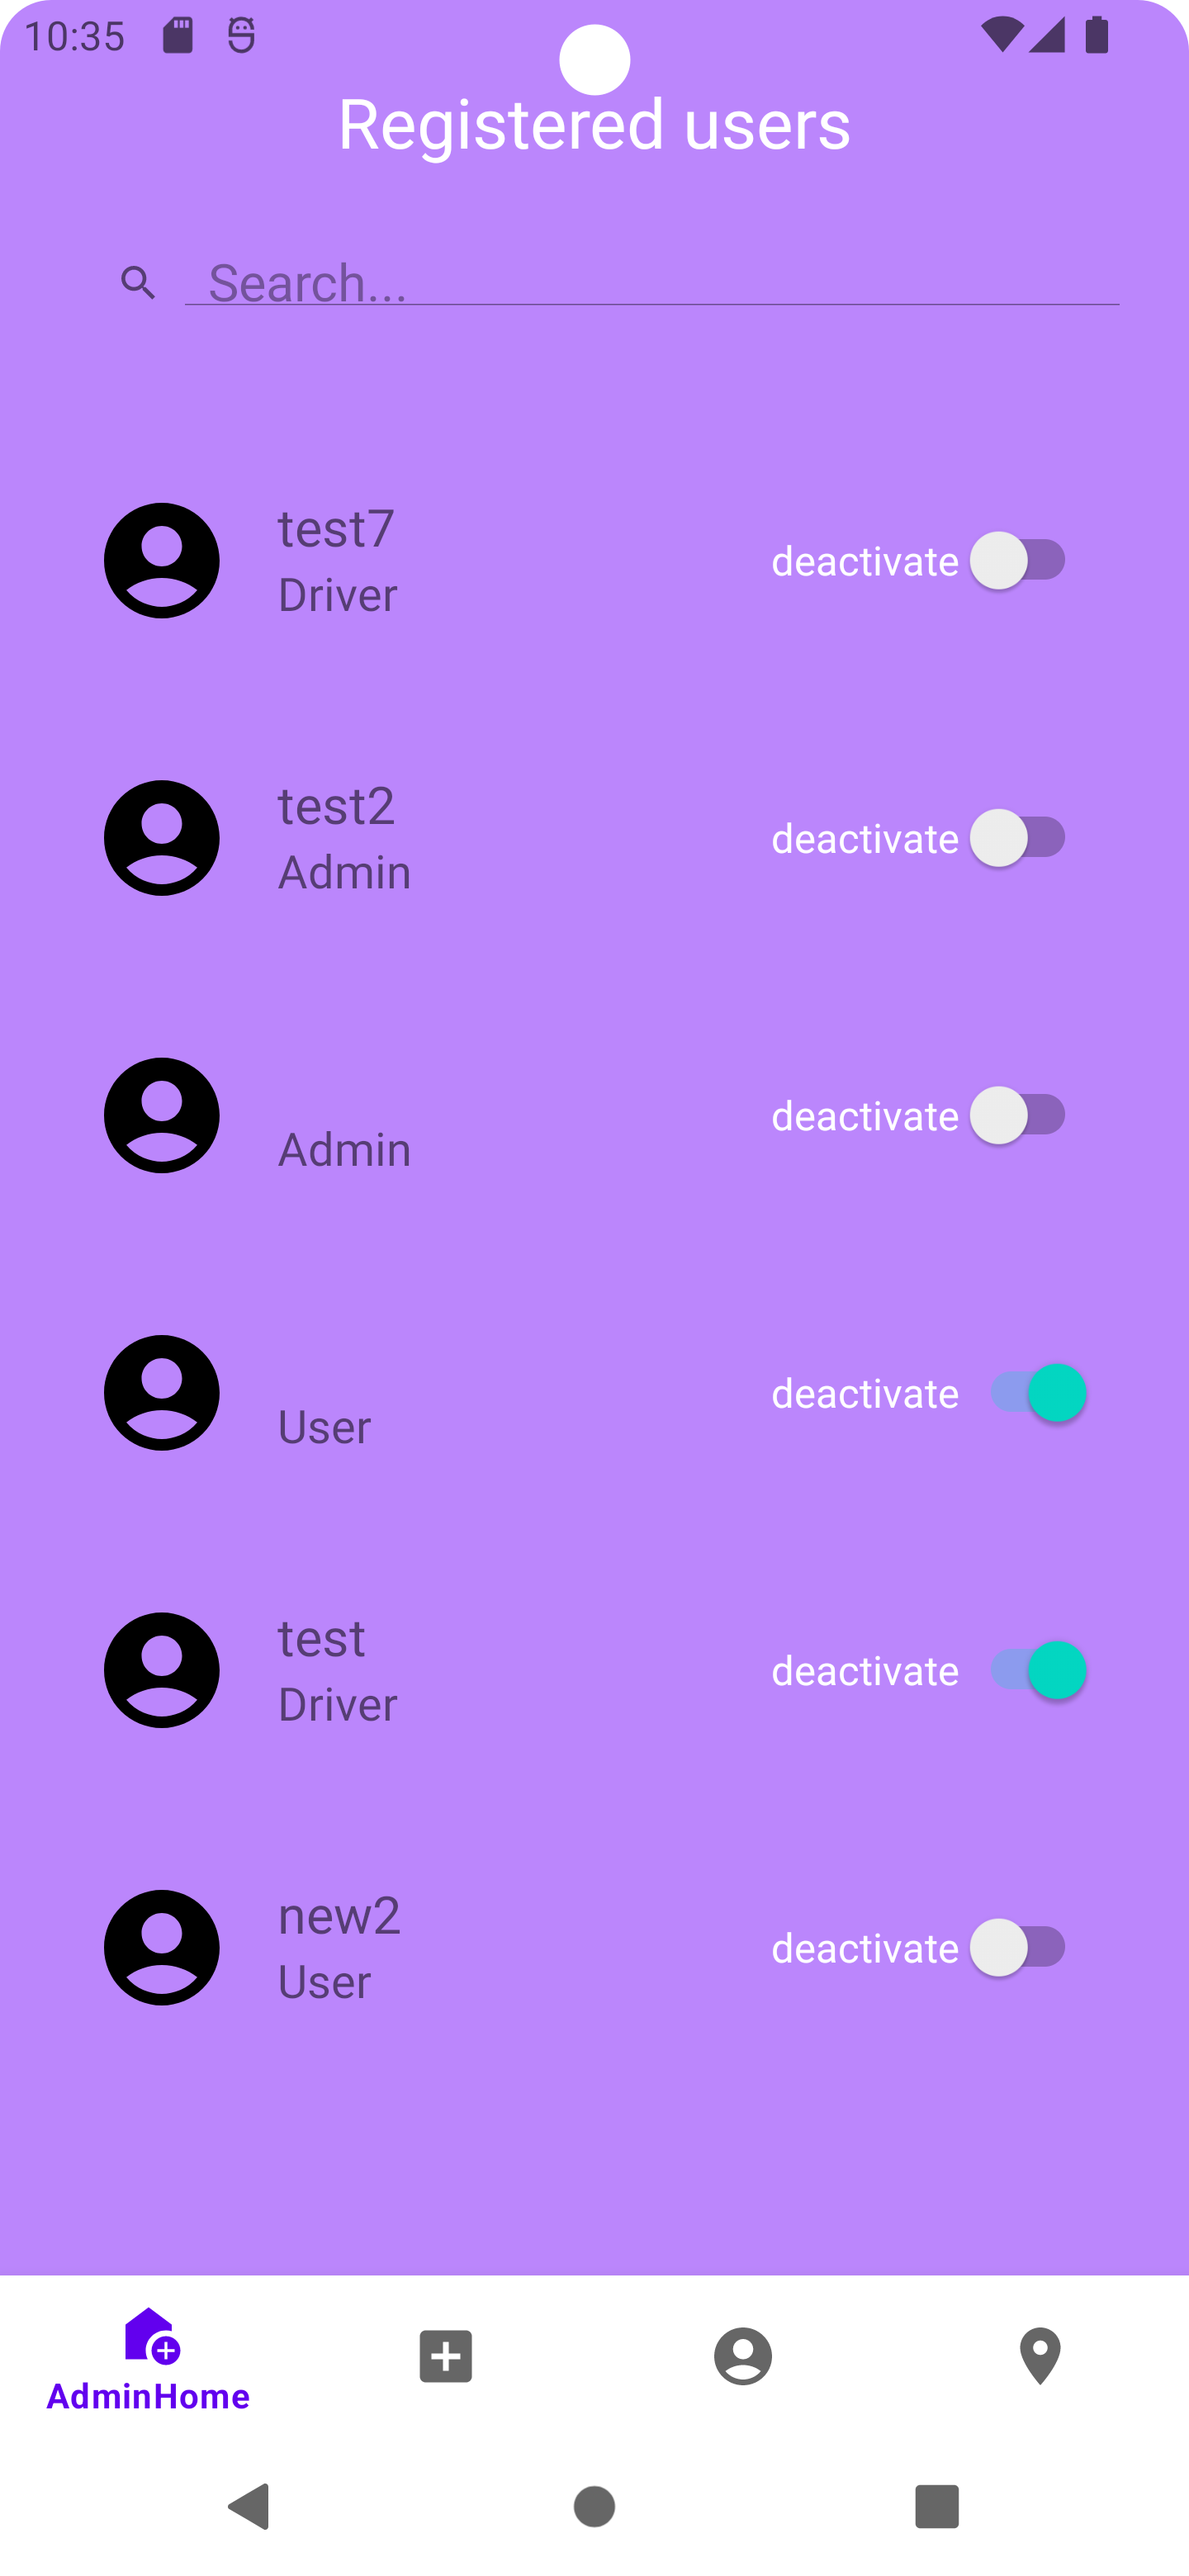 10:35
Registered users
Search...
test7
Driver
deactivate
test2
Admin
deactivate
Admin
deactivate
User
deactivate
test
Driver
deactivate
new2
User
deactivate
AdminHome